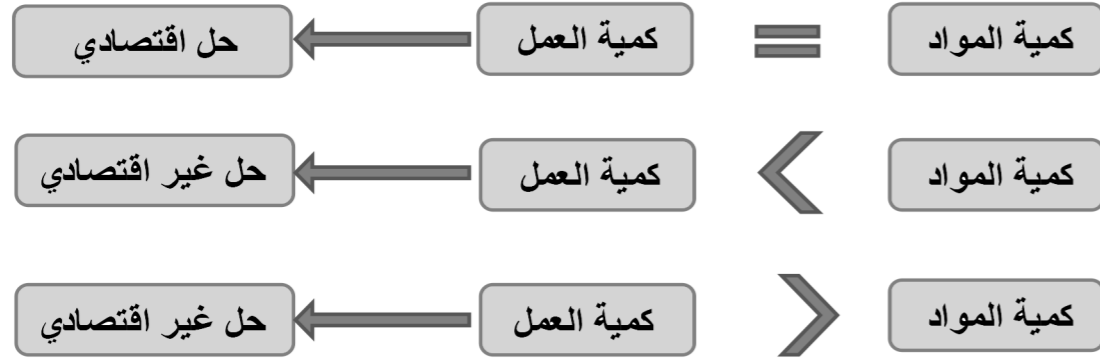 كمية المواد = كمية العمل حل اقتصادي
كمية المواد < كمية العمل حل غير اقتصادي
كمية المواد > كمية العمل حل غير اقتصادي